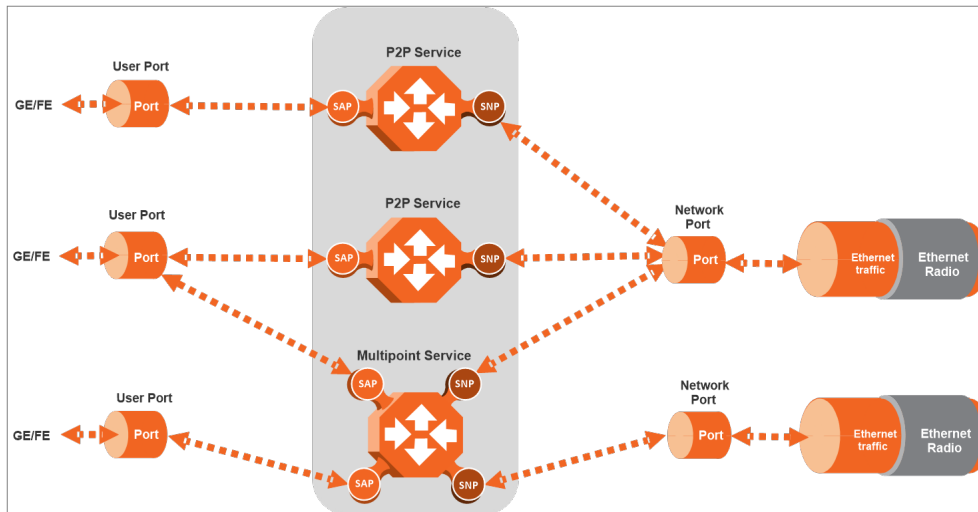 P2P Service
User Port
GE/FE
Port
SAP
SNP
P2P Service
User Port
GE/FE
Port
SAP
SNP
Network
Port
Port
Ethernet
traffic
Ethernet
Radio
Multipoint Service
SAP
SNP
User Port
GE/FE
Port
SAP
SNP
Network
Port
Port
Ethernet
traffic
Ethernet
Radio